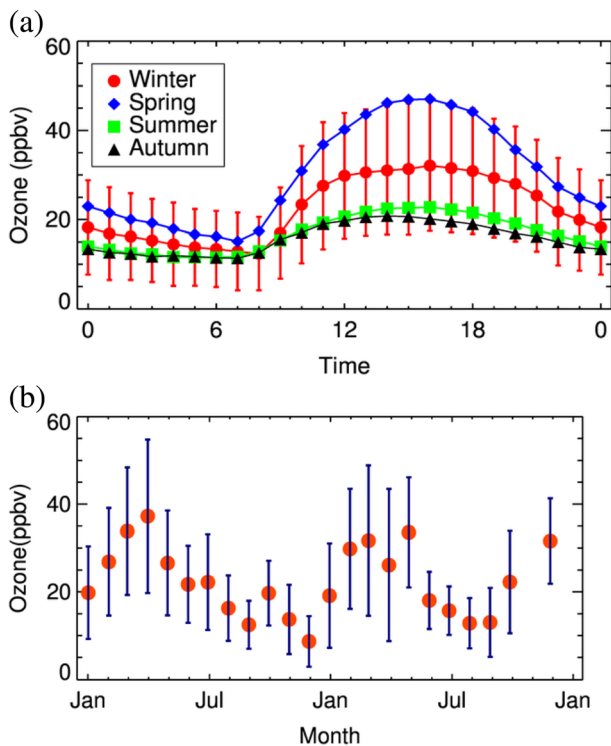 (a)
60
40
20
0
Ozone (ppbv)
Winter
Spring
Summer
Autumn
0 6 12 18 0
Time
(b)
60
40
20
0
Ozone(ppbv)
Jan Jul Jan Jul Jan
Month